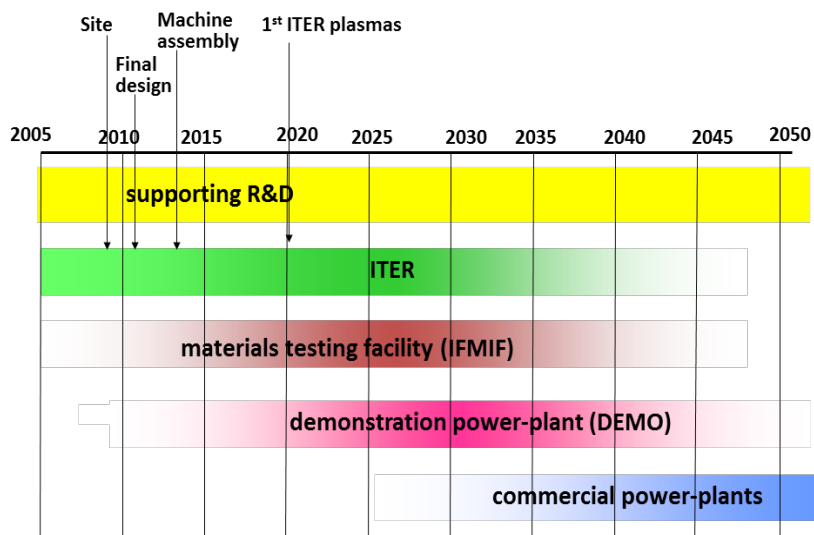 Site
Machine
assembly
1st ITER plasmas
Final
design
2005 2010 2015 2020 2025 2030 2035 2040 2045 2050
supporting R&D
ITER
materials testing facility (IFMIF)
demonstration power-plant (DEMO)
commercial power-plants